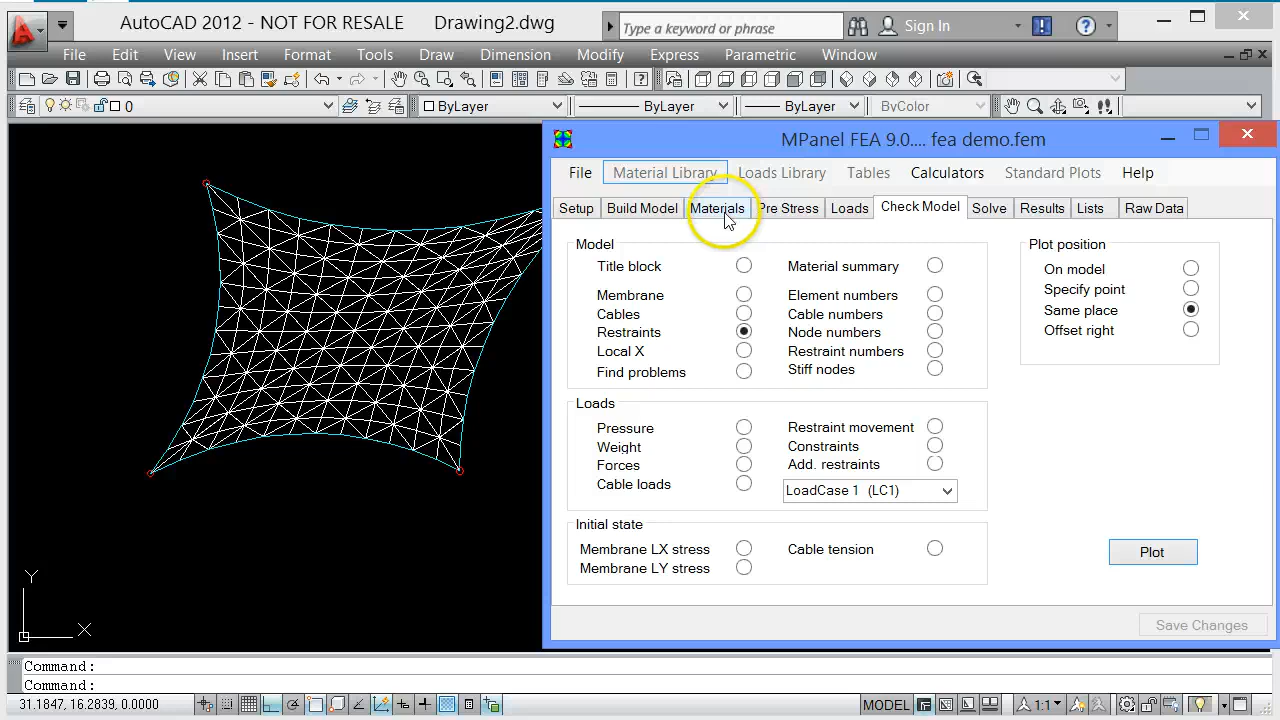 AutoCAD 2012 - NOT FOR RESALE Drawing2.dwg
Type a keyword or phrase
Sign In
File Edit View Insert Format Tools Draw Dimension Modify Express Parametric Window
0
ByLayer
ByLayer
ByLayer
ByColor
MPanel FEA 9.0.... fea demo.fem
File Material Library Loads Library Tables Calculators Standard Plots Help
Setup Build Model Materials Pre Stress Loads Check Model Solve Results Lists Raw Data
Model
Title block
Membrane
Cables
Restraints
Local X
Find problems
Material summary
Element numbers
Cable numbers
Node numbers
Restraint numbers
Stiff nodes
Plot position
On model
Specify point
Same place
Offset right
Loads
Pressure
Weight
Forces
Cable loads
Restraint movement
Constraints
Add. restraints
LoadCase 1 (LC1)
Initial state
Membrane LX stress
Membrane LY stress
Cable tension
Plot
Save Changes
Y
X
Command:
Command:
31.1847, 16.2839, 0.0000
MODEL
1:1